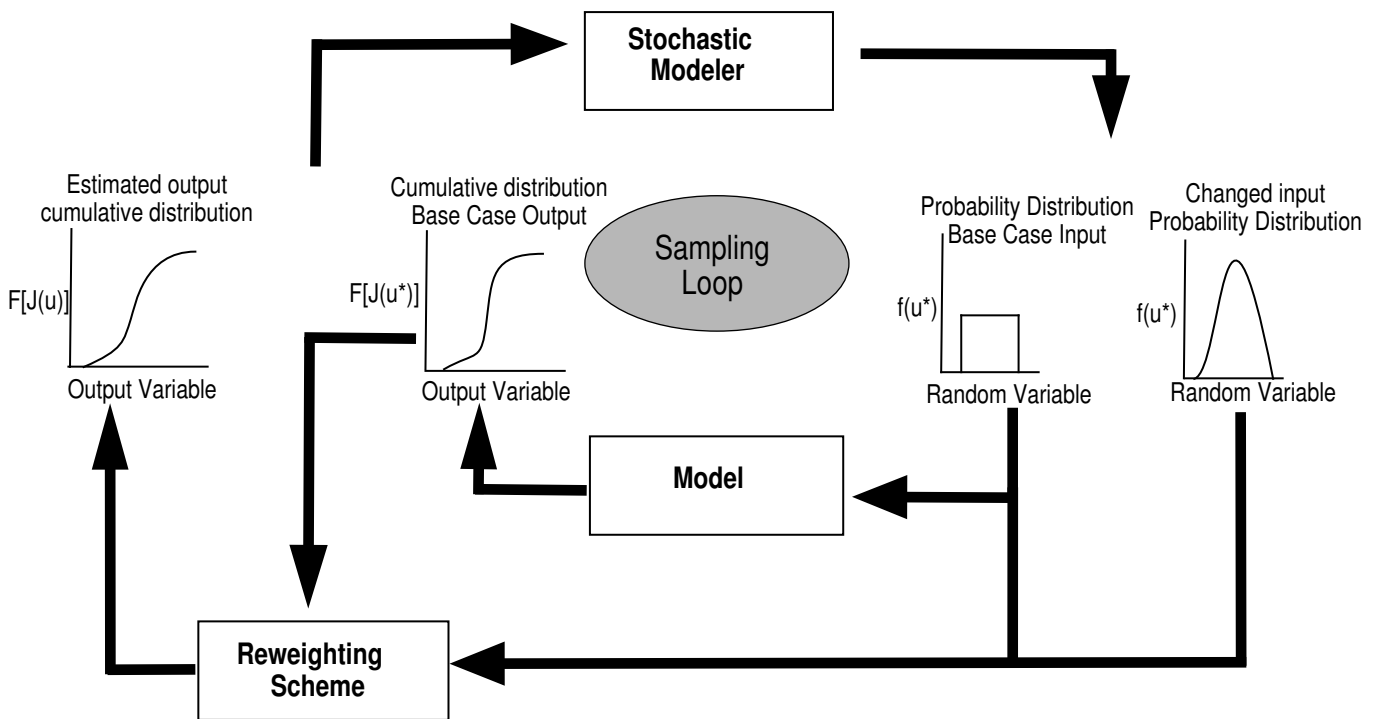 Stochastic
Modeler
Estimated output
cumulative distribution
F[J(u)]
Output Variable
Cumulative distribution
Base Case Output
F[J(u*)]
Output Variable
Sampling
Loop
Probability Distribution
Base Case Input
f(u*)
Random Variable
Changed input
Probability Distribution
f(u*)
Random Variable
Model
Reweighting
Scheme